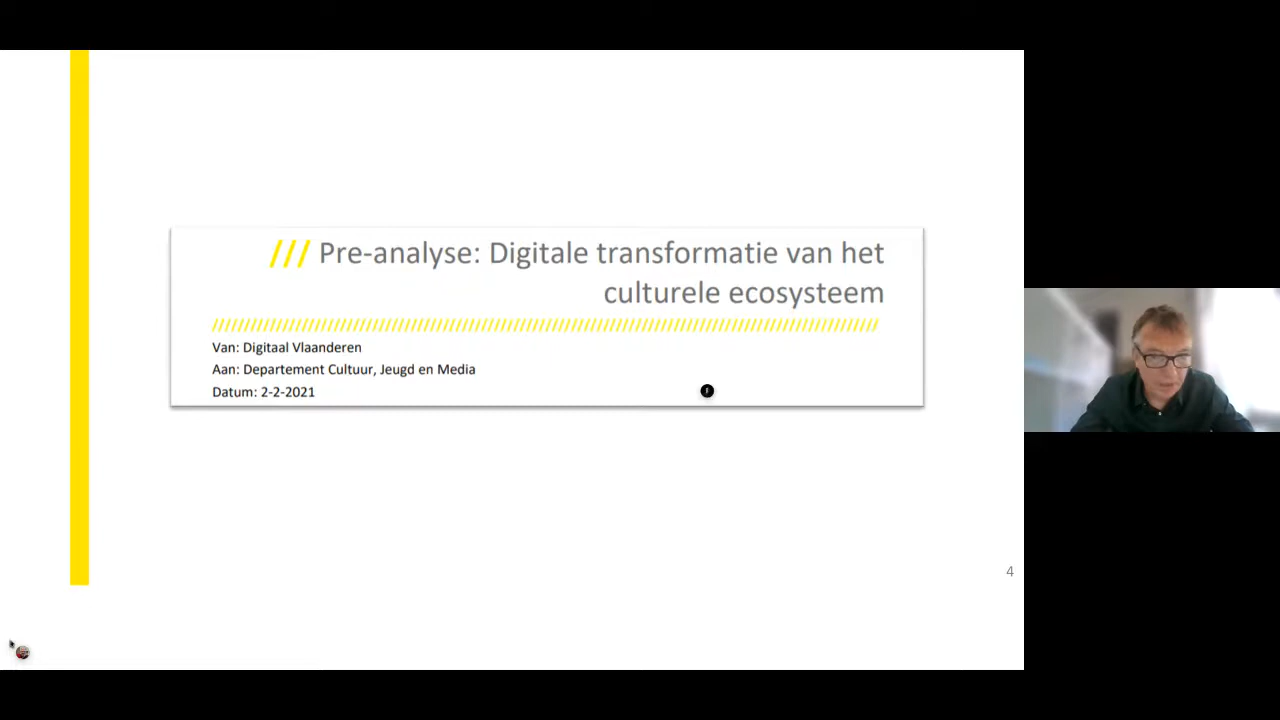 /// Pre-analyse: Digitale transformatie van het
culturele ecosysteem
Van: Digitaal Vlaanderen
Aan: Departement Cultuur, Jeugd en Media
Datum: 2-2-2021
4